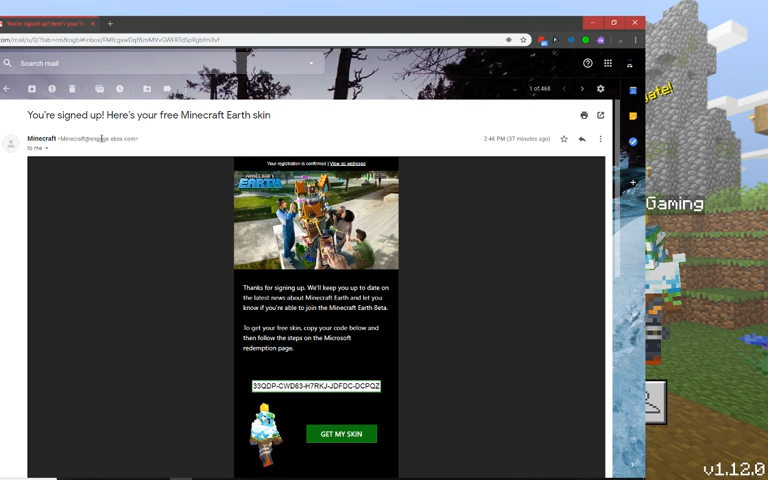 You're signed up! Here's your fr
Search mail
1 of 468
You're signed up! Here's your free Minecraft Earth skin
Minecraft <Minecraft@engage.xbox.com>
2:46 PM (37 minutes ago)
to me
Your registration is confirmed | View as webpage
MINECRAFT
EARTH
Thanks for signing up. We'll keep you up to date on
the latest news about Minecraft Earth and let you
know if you're able to join the Minecraft Earth Beta.
To get your free skin, copy your code below and
then follow the steps on the Microsoft
redemption page.
33QDP-CWD63-H7RKJ-JDFDC-DCPQZ
GET MY SKIN
Gaming
v1.12.0